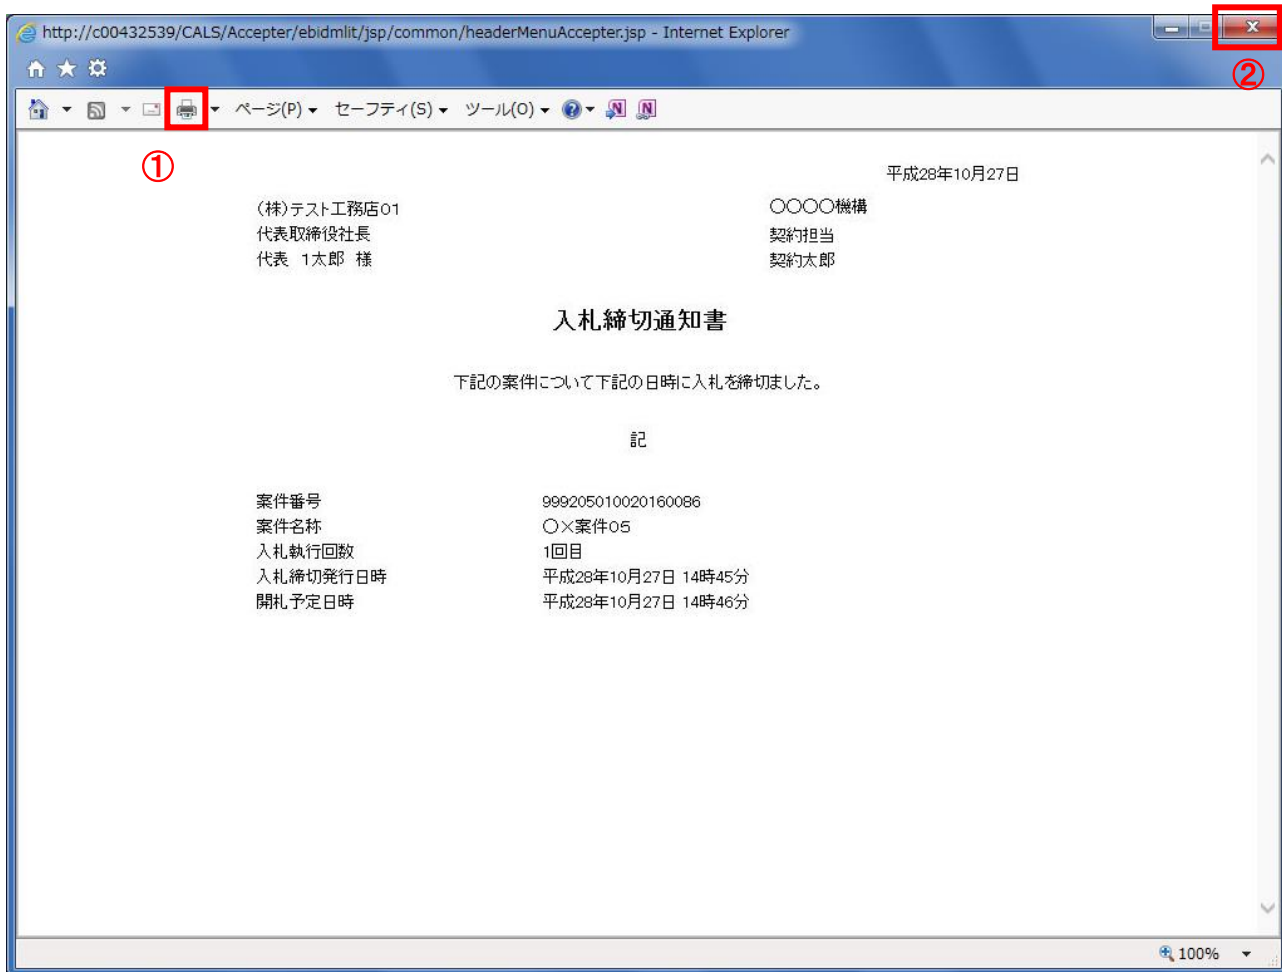 http://c00432539/CALS/Accepter/ebidmlit/jsp/common/headerMenuAccepter.jsp - Internet Explorer
②
ページ(P) セーフティ(S) ツール(O)
①
平成28年10月27日
(株)テスト工務店01 〇〇〇〇機構
代表取締役社長 契約担当
代表 1太郎 様 契約太郎
入札締切通知書
下記の案件について下記の日時に入札を締切ました。
記
案件番号 999205010020160086
案件名称 〇×案件05
入札執行回数 1回目
入札締切発行日時 平成28年10月27日 14時45分
開札予定日時 平成28年10月27日 14時46分
100%